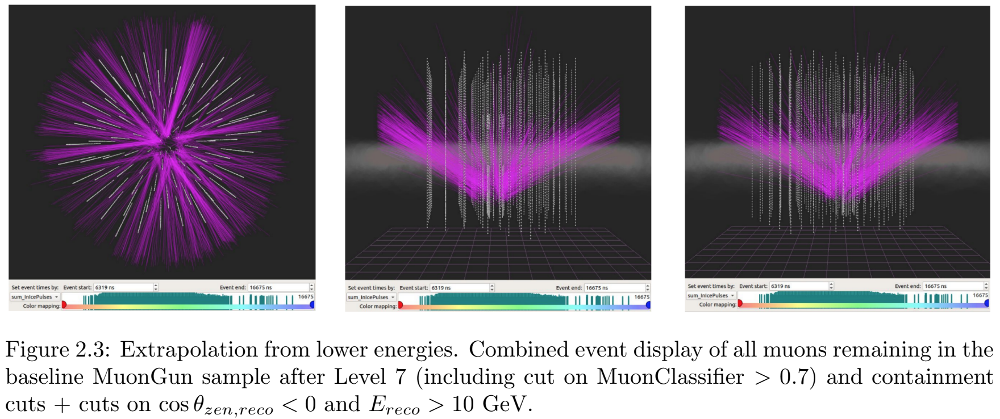 Set event times by: Event start: 6319 ns Event end: 16675 ns
sum_InIcePulses 16675
Color mapping:
Set event times by: Event start: 6319 ns Event end: 16675 ns
sum_InIcePulses 16675
Color mapping:
Set event times by: Event start: 6319 ns Event end: 16675 ns
sum_InIcePulses 16675
Color mapping:
Figure 2.3: Extrapolation from lower energies. Combined event display of all muons remaining in the
baseline MuonGun sample after Level 7 (including cut on MuonClassifier > 0.7) and containment
cuts + cuts on cos θ_{zen,reco} < 0 and E_{reco} > 10 GeV.